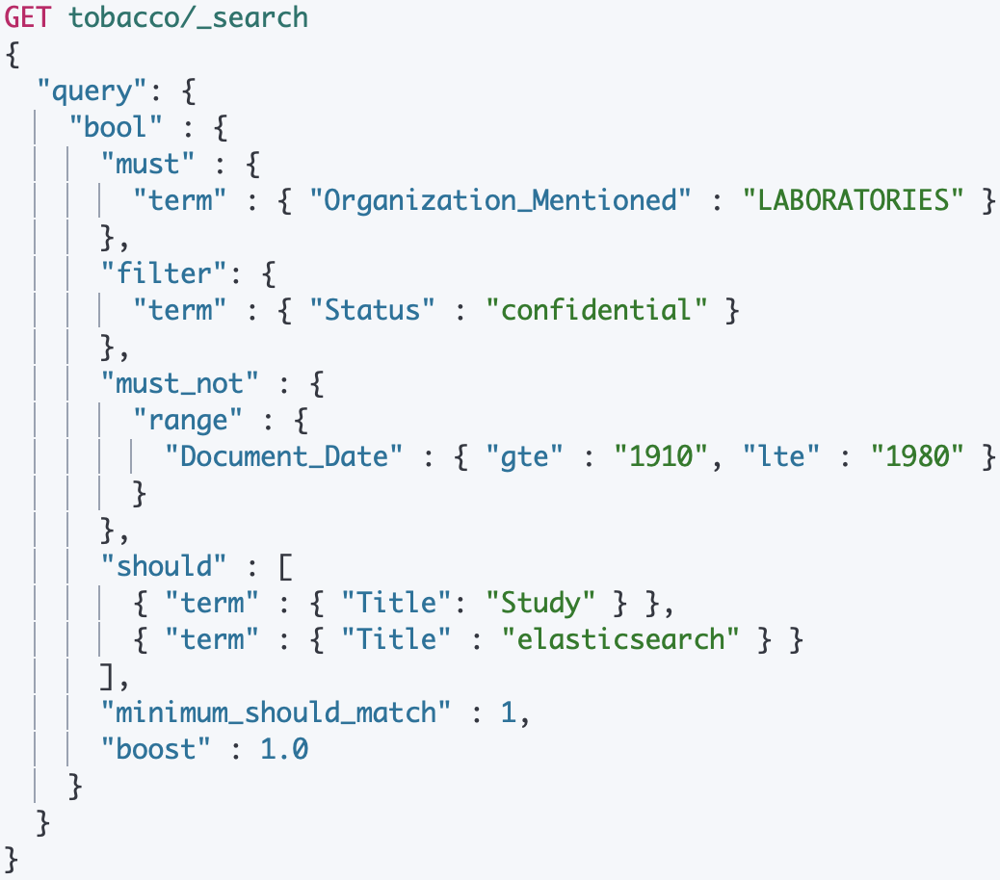 GET tobacco/_search
{
  "query": {
    "bool" : {
      "must" : {
        "term" : { "Organization_Mentioned" : "LABORATORIES" }
      },
      "filter": {
        "term" : { "Status" : "confidential" }
      },
      "must_not" : {
        "range" : {
          "Document_Date" : { "gte" : "1910", "lte" : "1980" }
        }
      },
      "should" : [
        { "term" : { "Title": "Study" } },
        { "term" : { "Title" : "elasticsearch" } }
      ],
      "minimum_should_match" : 1,
      "boost" : 1.0
    }
  }
}